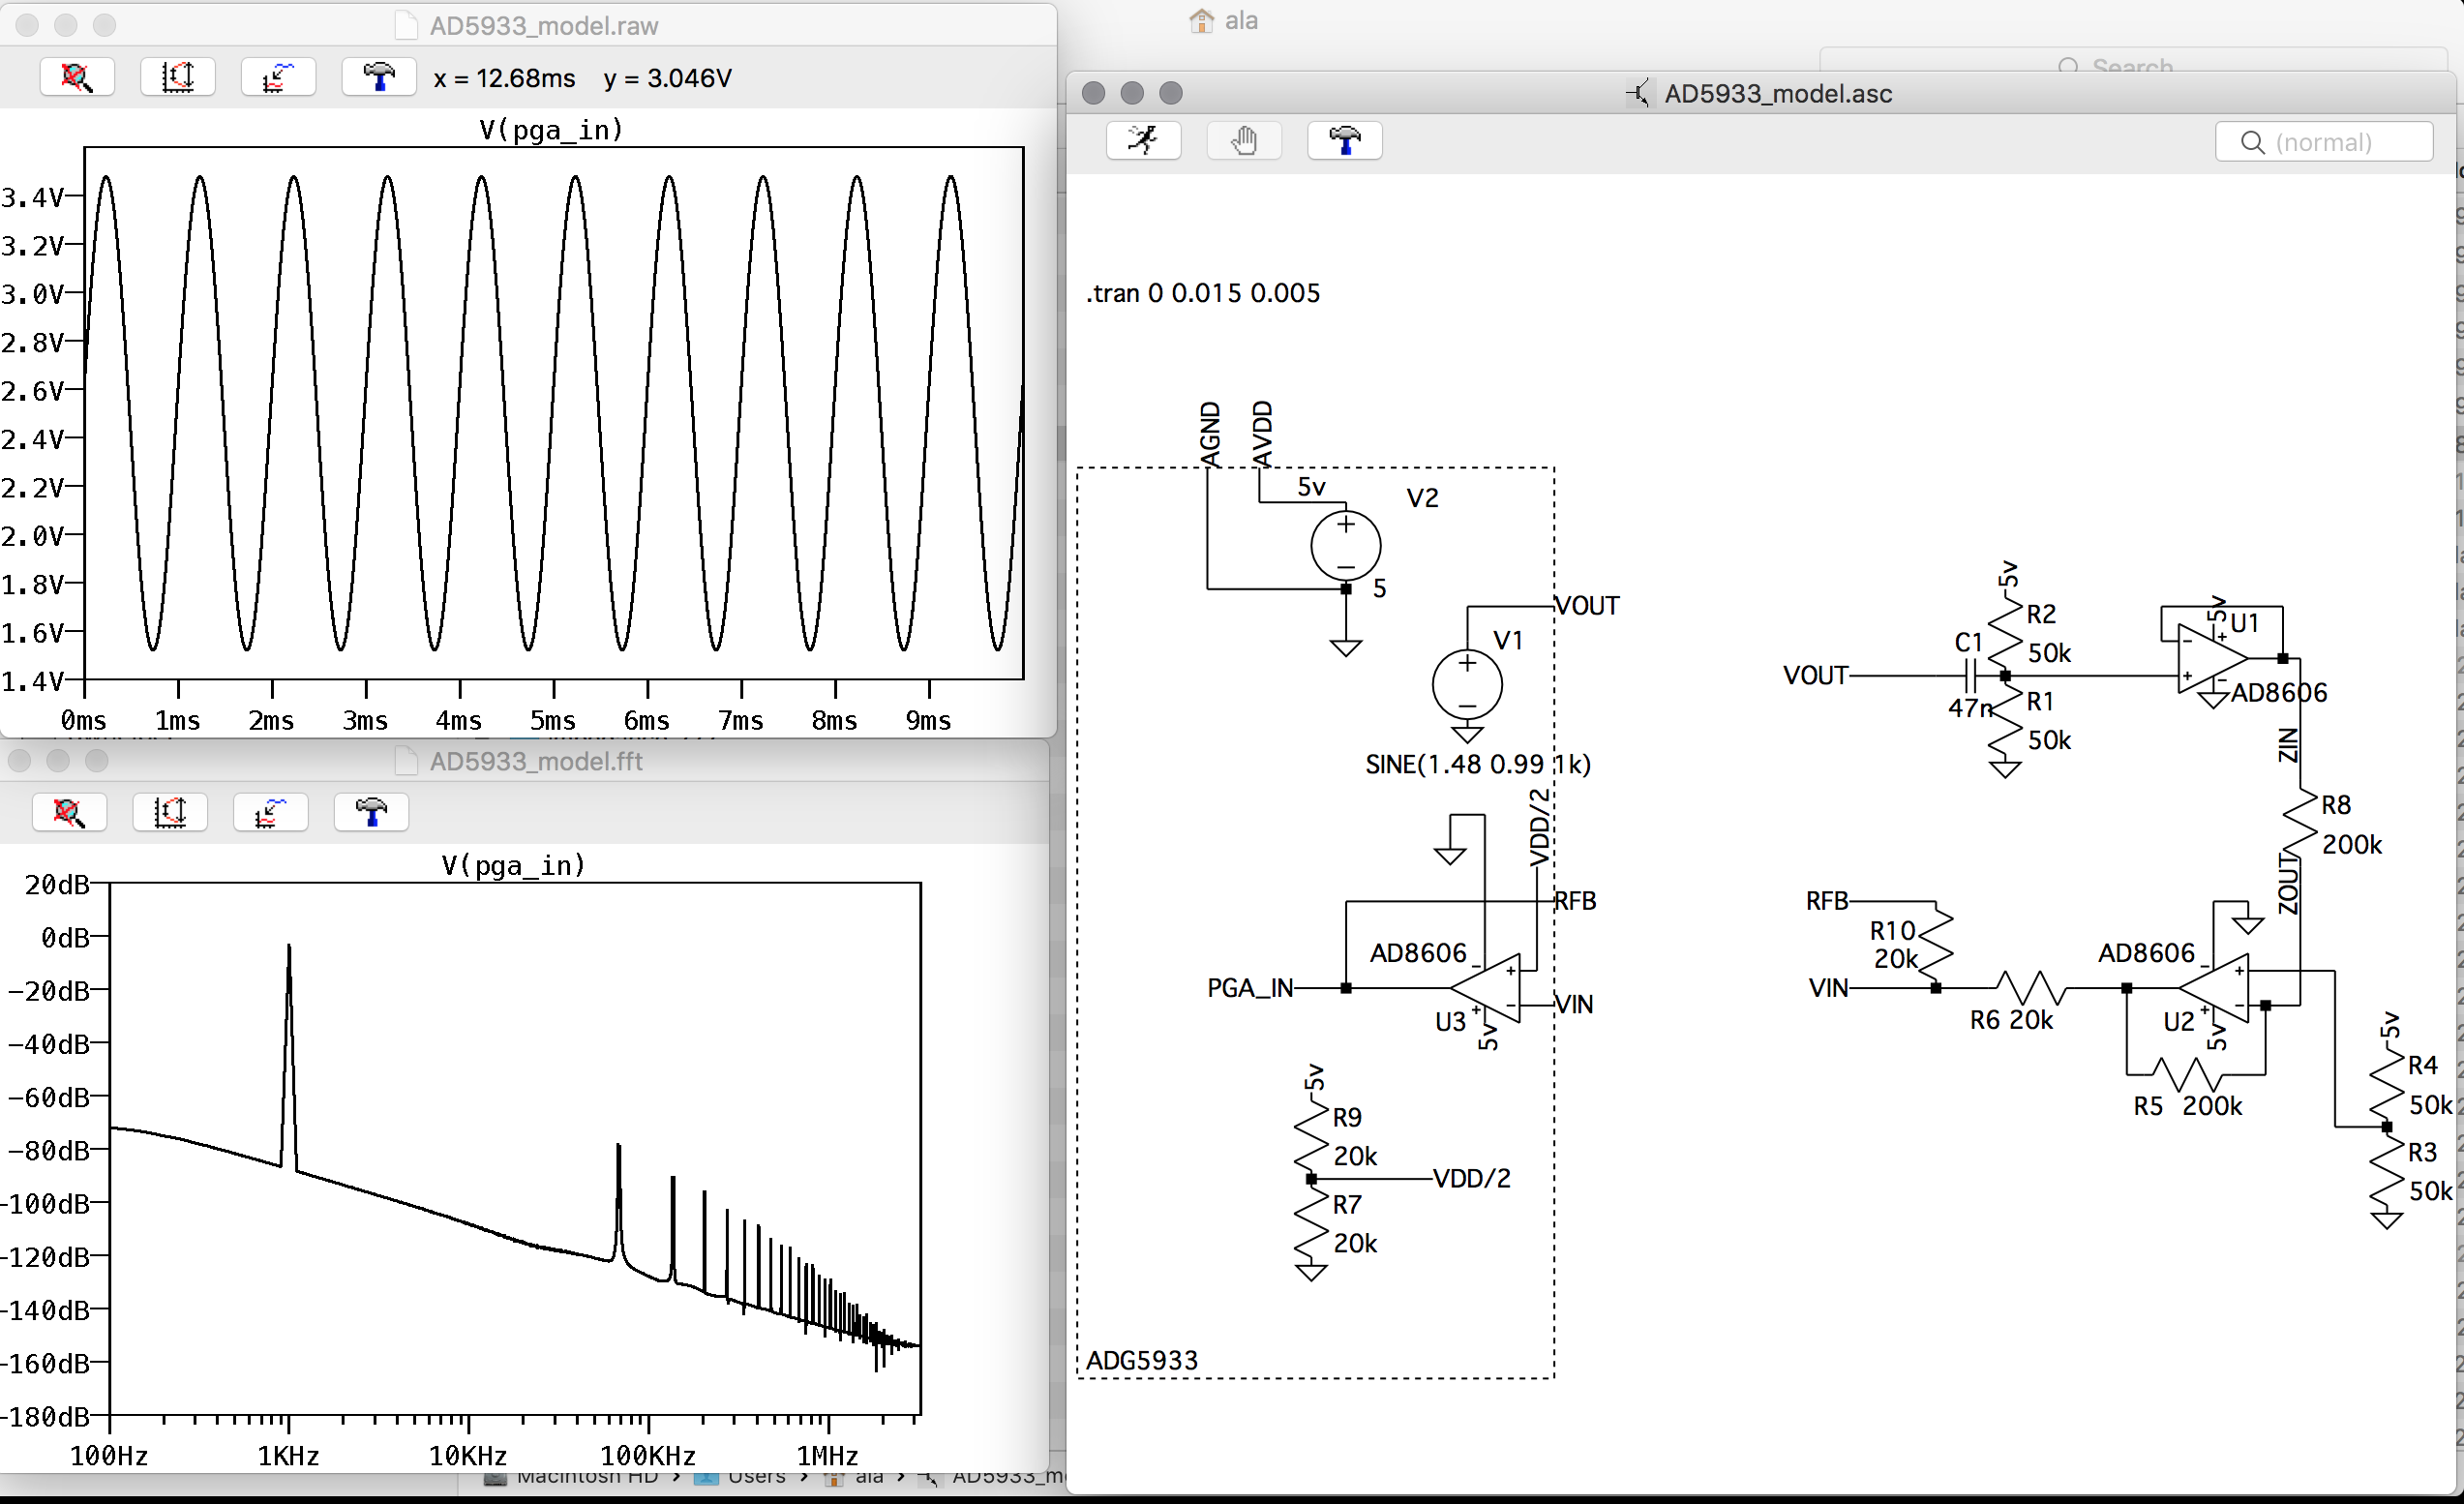 AD5933_model.raw
x = 12.68ms y = 3.046V
V(pga_in)
3.4V
3.2V
3.0V
2.8V
2.6V
2.4V
2.2V
2.0V
1.8V
1.6V
1.4V
0ms 1ms 2ms 3ms 4ms 5ms 6ms 7ms 8ms 9ms
AD5933_model.fft
V(pga_in)
20dB
0dB
-20dB
-40dB
-60dB
-80dB
-100dB
-120dB
-140dB
-160dB
-180dB
100Hz 1KHz 10KHz 100KHz 1MHz
Macintosh HD › Users › ala › AD5933_m
ala
Search
AD5933_model.asc
(normal)
.tran 0 0.015 0.005
AGND
AVDD
5v
V2
+
−
5
VOUT
V1
+
−
SINE(1.48 0.99 1k)
VDD/2
RFB
AD8606
PGA_IN
VIN
U3
5v
5v
R9
20k
VDD/2
R7
20k
ADG5933
5v
R2
50k
C1
VOUT
47n
R1
50k
5v
U1
AD8606
ZIN
R8
200k
ZOUT
RFB
R10
20k
VIN
R6 20k
AD8606
U2
5v
R5 200k
5v
R4
50k
R3
50k